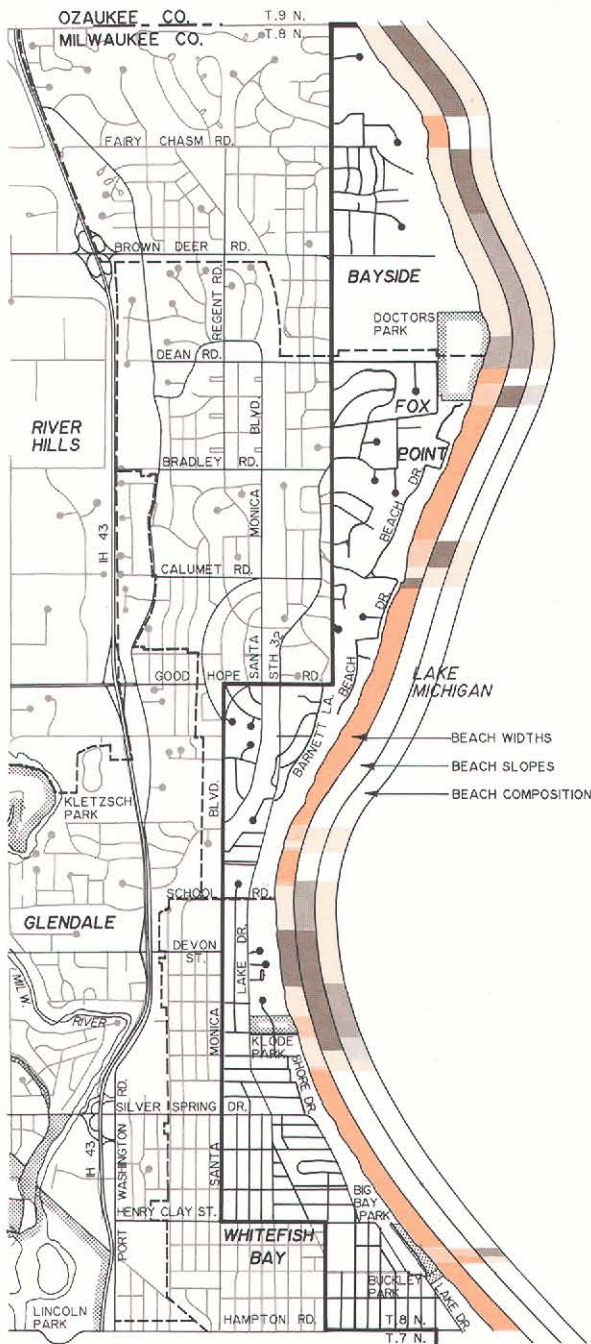 OZAUKEE CO.
T.9 N.
MILWAUKEE CO.
T.8 N.
FAIRY CHASM RD.
BROWN DEER RD.
BAYSIDE
REGENT RD.
DOCTORS
PARK
DEAN RD.
FOX
POINT
RIVER
HILLS
BLVD.
BRADLEY RD.
BEACH DR.
MONICA
IH 43
CALUMET RD.
SANTA
STH 32
BEACH DR.
GOOD HOPE RD.
LAKE
MICHIGAN
BARNETT LA.
BEACH WIDTHS
BEACH SLOPES
BEACH COMPOSITION
KLETZSCH
PARK
BLVD.
SCHOOL RD.
GLENDALE
DEVON
ST.
LAKE DR.
MILW.
RIVER
MONICA
KLODE
PARK
SHORE DR.
SILVER SPRING DR.
IH 43
PORT WASHINGTON RD.
SANTA
BIG
BAY
PARK
HENRY CLAY ST.
WHITEFISH
BAY
BUCKLEY
PARK
LAKE DR.
LINCOLN
PARK
HAMPTON RD.
T.8 N.
T.7 N.